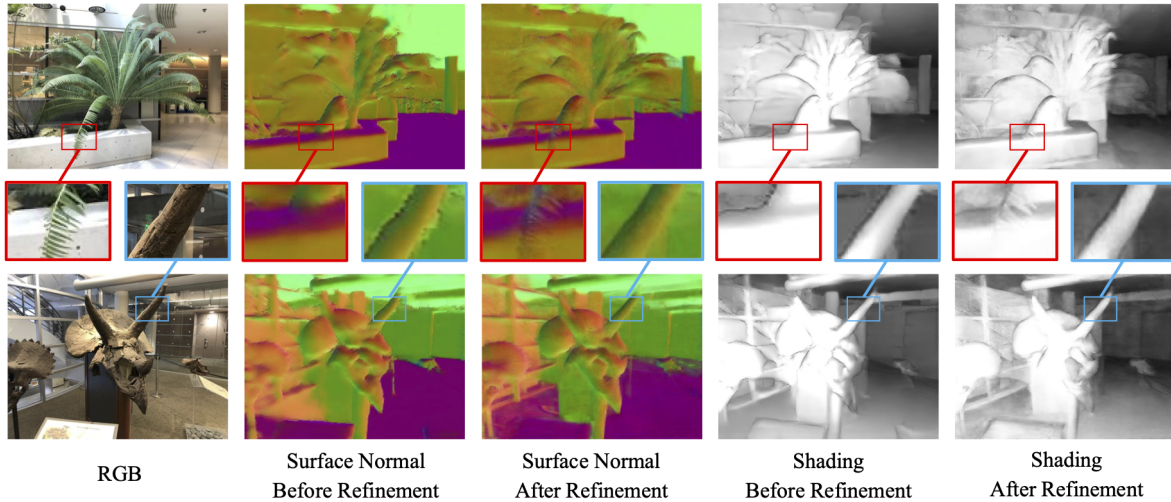 RGB
Surface Normal
Before Refinement
Surface Normal
After Refinement
Shading
Before Refinement
Shading
After Refinement